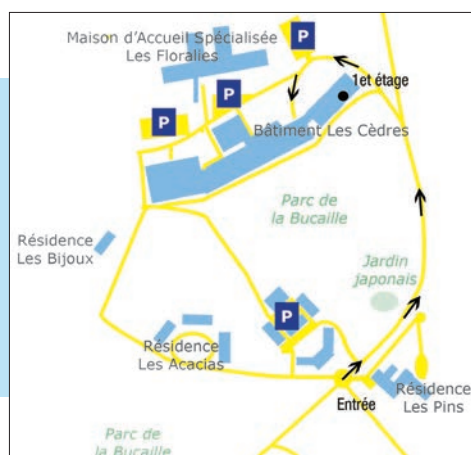 Maison d'Accueil Spécialisée
Les Floralies
P
P
P
1et étage
Bâtiment Les Cèdres
Parc de
la Bucaille
Résidence
Les Bijoux
Jardin
japonais
P
Résidence
Les Acacias
Entrée
Résidence
Les Pins
Parc de
la Bucaille